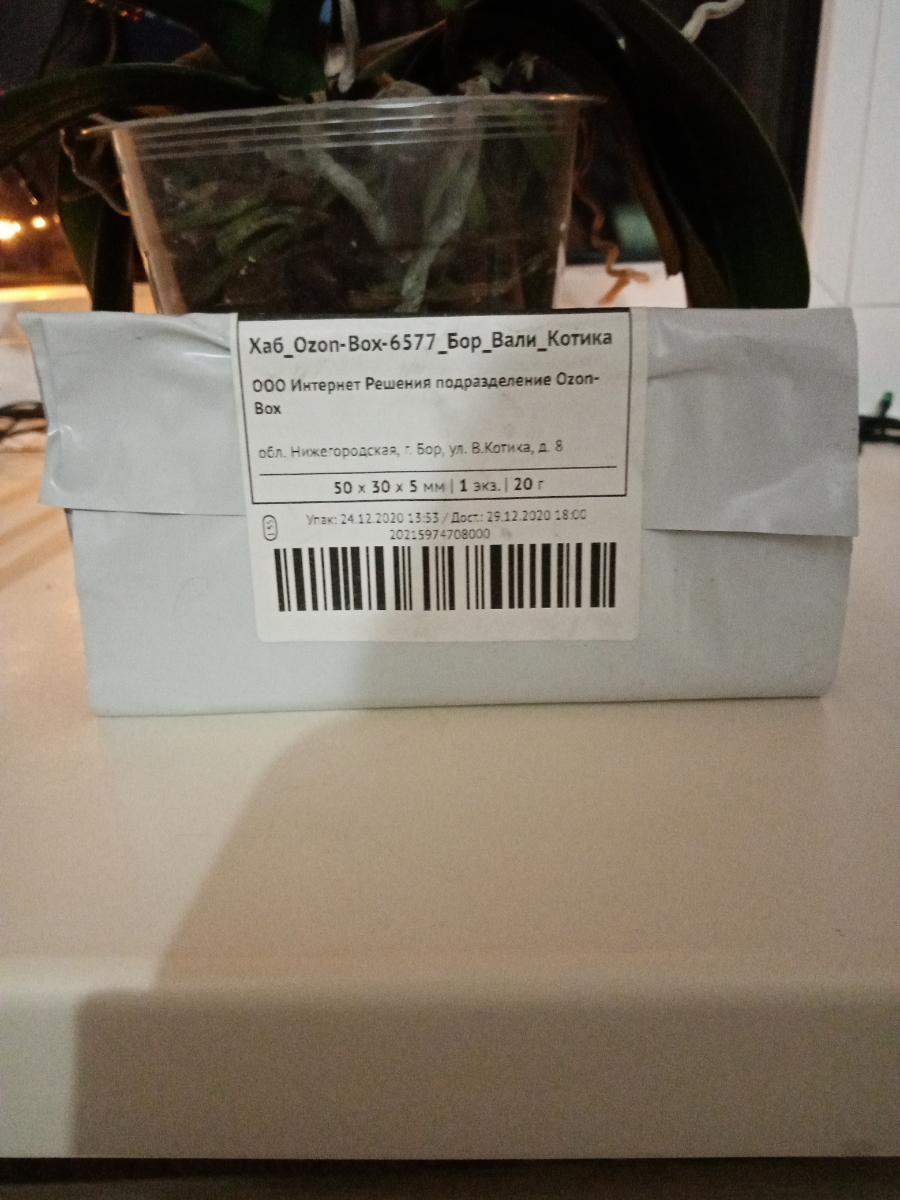 Хаб_Ozon-Box-6577_Бор_Вали_Котика
ООО Интернет Решения подразделение Ozon-
Box
обл. Нижегородская, г. Бор, ул. В.Котика, д. 8
50 x 30 x 5 мм | 1 экз. | 20 г
Упак: 24.12.2020 13:53 / Дост.: 29.12.2020 18:00
20215974708000